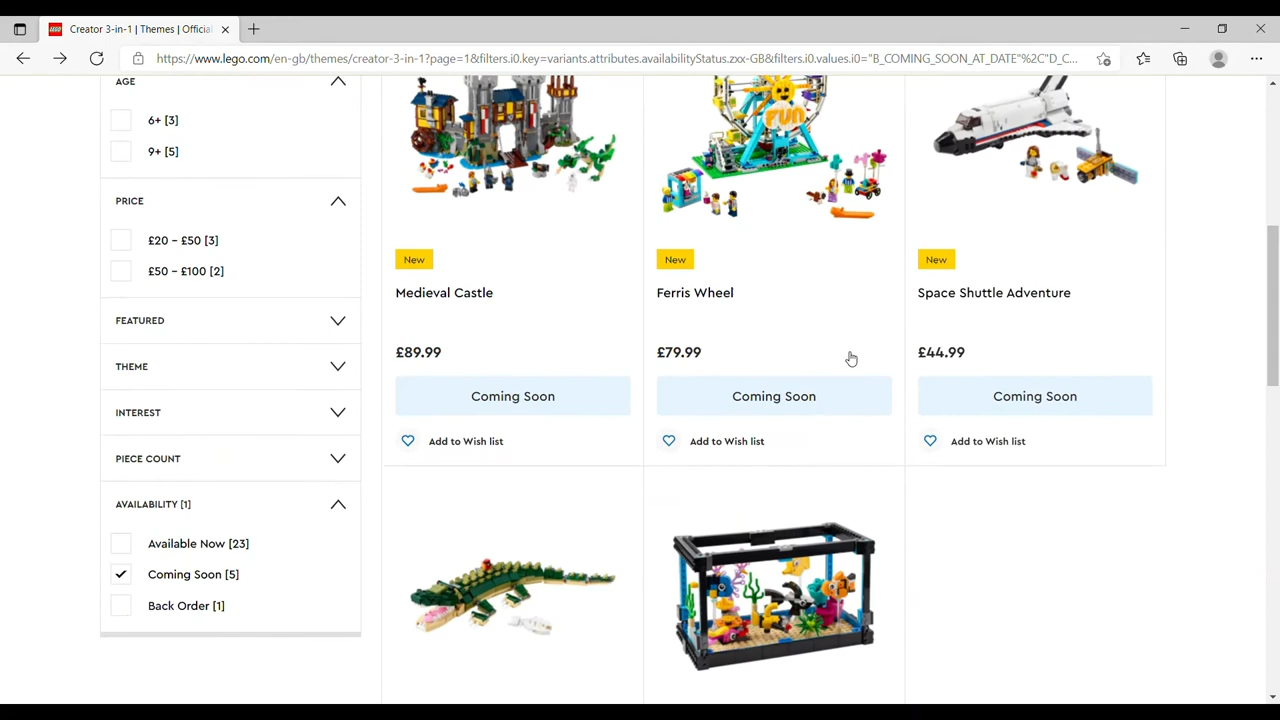 Creator 3-in-1 | Themes | Official
https://www.lego.com/en-gb/themes/creator-3-in-1?page=1&filters.i0.key=variants.attributes.availabilityStatus.zxx-GB&filters.i0.values.i0="B_COMING_SOON_AT_DATE"%2C"D_C...
AGE
6+ [3]
9+ [5]
PRICE
£20 – £50 [3]
£50 – £100 [2]
FEATURED
THEME
INTEREST
PIECE COUNT
AVAILABILITY [1]
Available Now [23]
Coming Soon [5]
Back Order [1]
FUN
New
New
New
Medieval Castle
Ferris Wheel
Space Shuttle Adventure
£89.99
£79.99
£44.99
Coming Soon
Coming Soon
Coming Soon
Add to Wish list
Add to Wish list
Add to Wish list